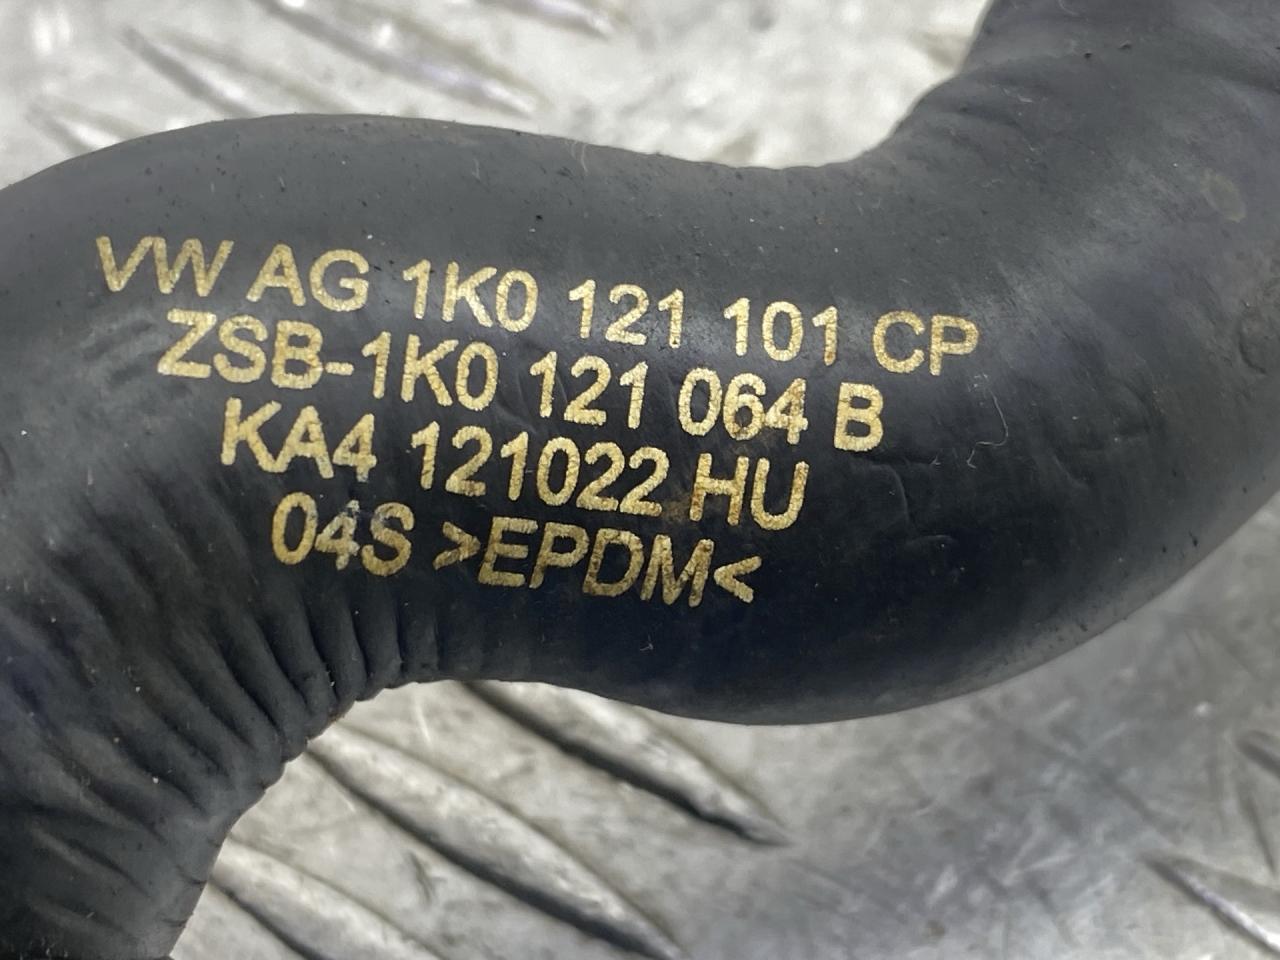 VW AG 1K0 121 101 CP
ZSB-1K0 121 064 B
KA4 121022 HU
04S >EPDM<